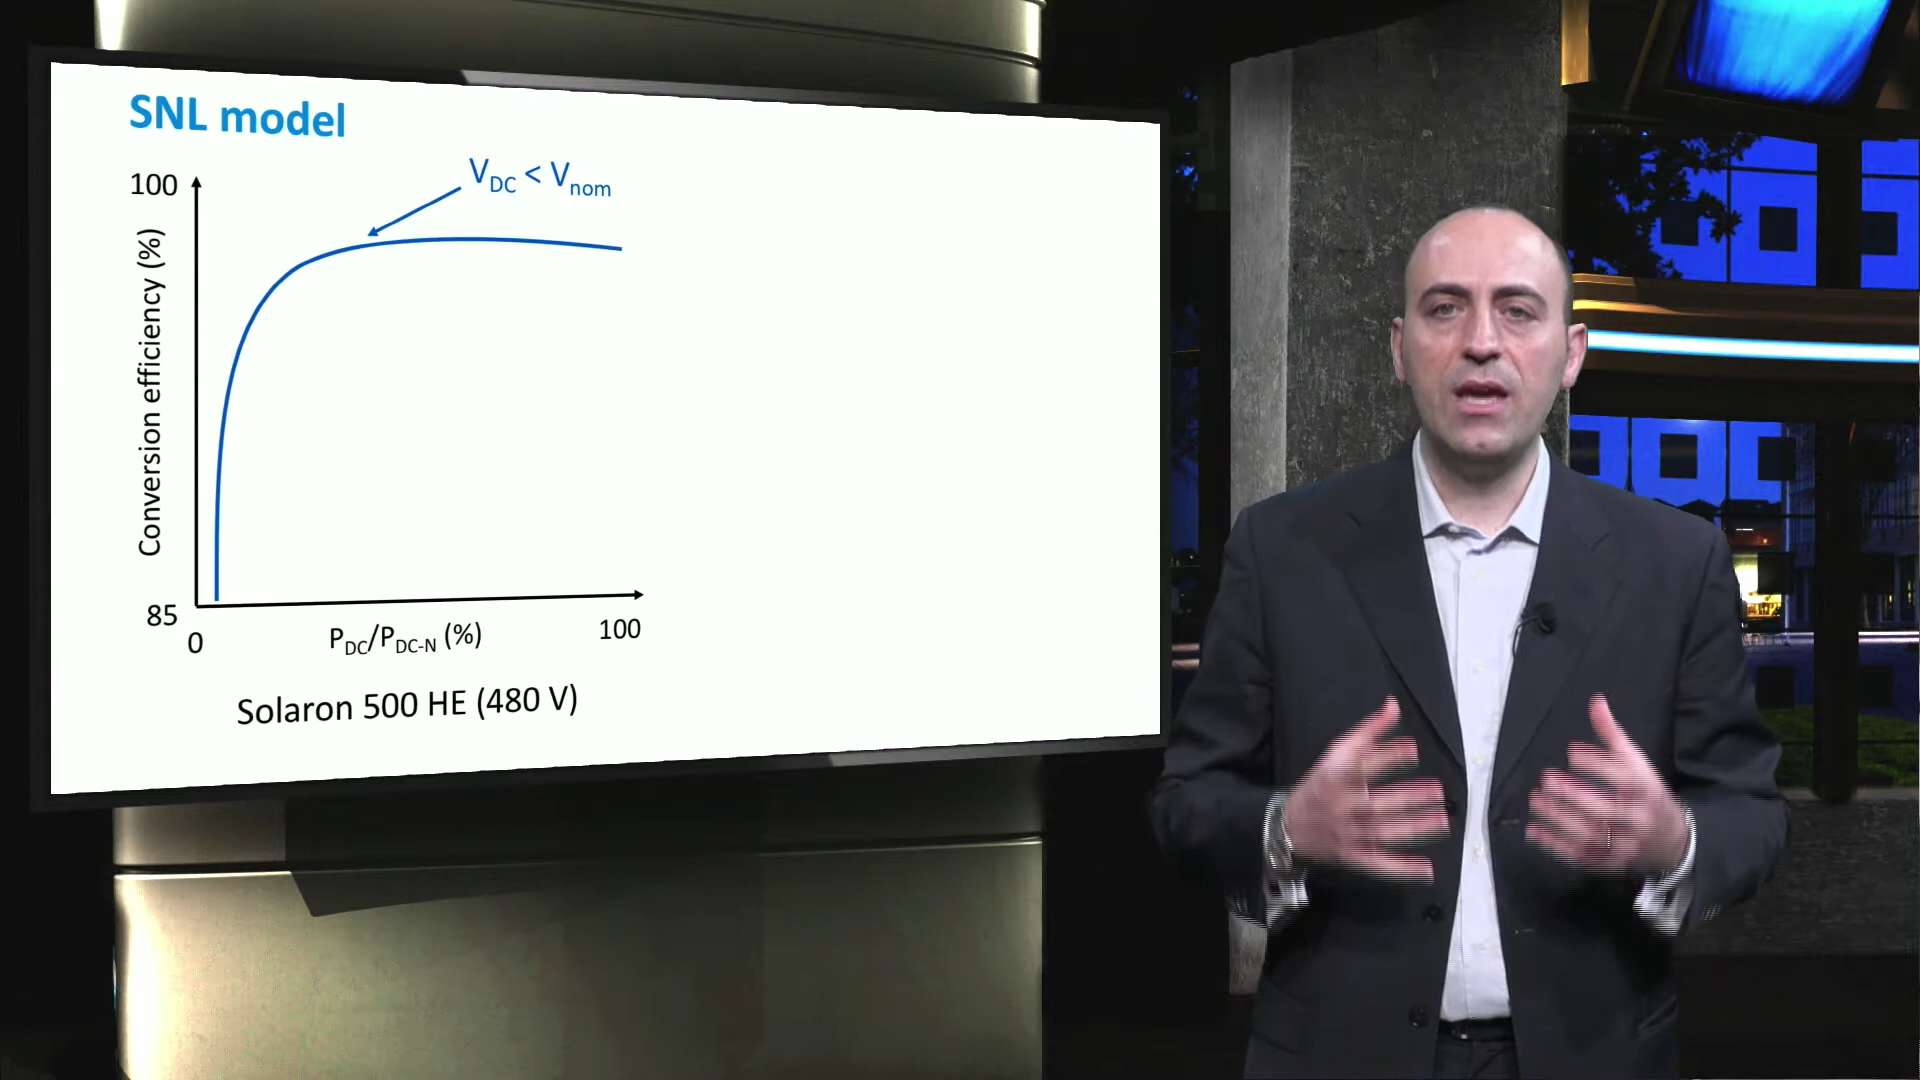 SNL model
V_DC < V_nom
100
Conversion efficiency (%)
85
0
P_DC/P_DC-N (%)
100
Solaron 500 HE (480 V)